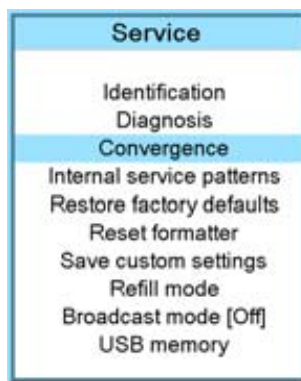 Service
Identification
Diagnosis
Convergence
Internal service patterns
Restore factory defaults
Reset formatter
Save custom settings
Refill mode
Broadcast mode [Off]
USB memory